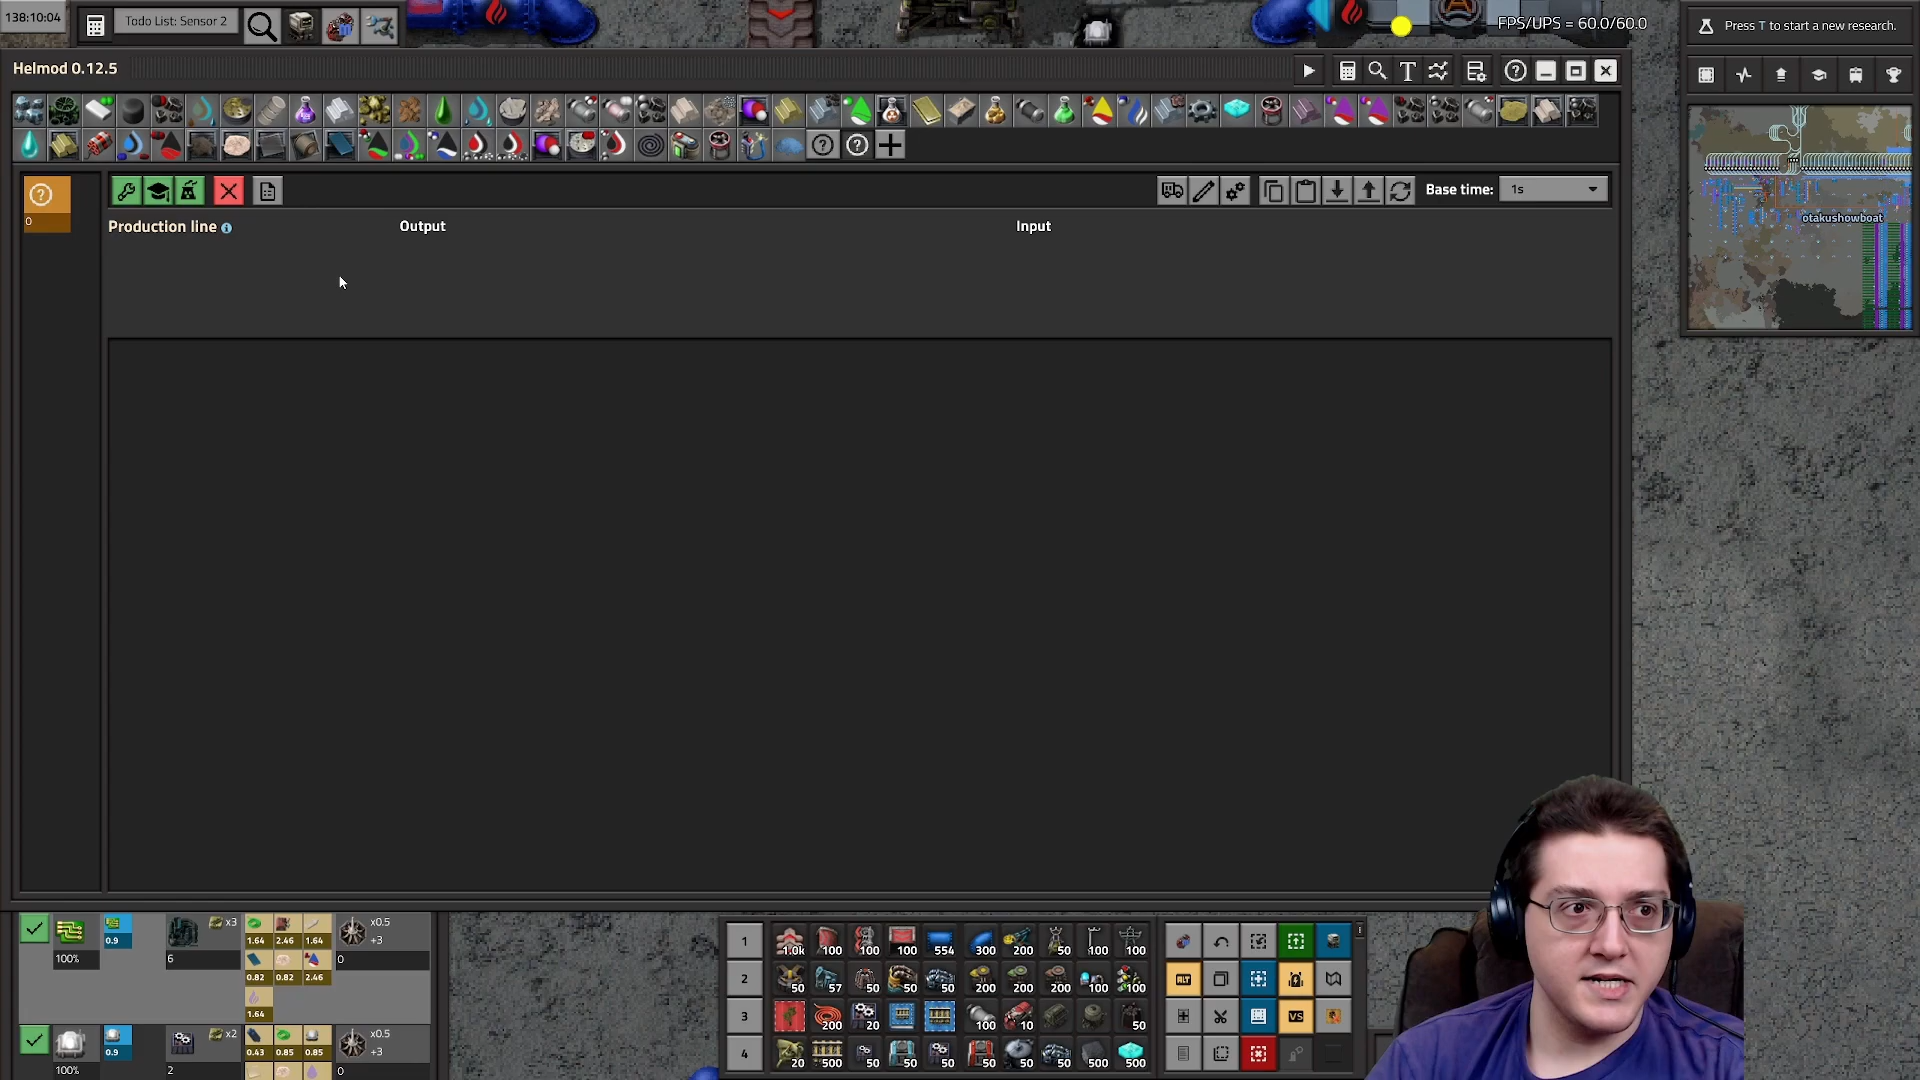 138:10:04
Todo List: Sensor 2
FPS/UPS = 60.0/60.0
Press T to start a new research.
Helmod 0.12.5
otakushowboat
0
Base time:
1s
Production line
Output
Input
0.9
x3
1.64 2.46 1.64
x0.5
+3
100%
6
0.82 0.82 2.46
0
1.64
0.9
x2
0.43 0.85 0.85
x0.5
+3
100%
2
0
1
1.0k 100 100 100 554 300 200 50 100 100
2
50 57 50 50 50 200 200 200 100 100
ALT
3
200 20 100 10 50
VS
4
20 500 50 50 50 50 50 50 500 500